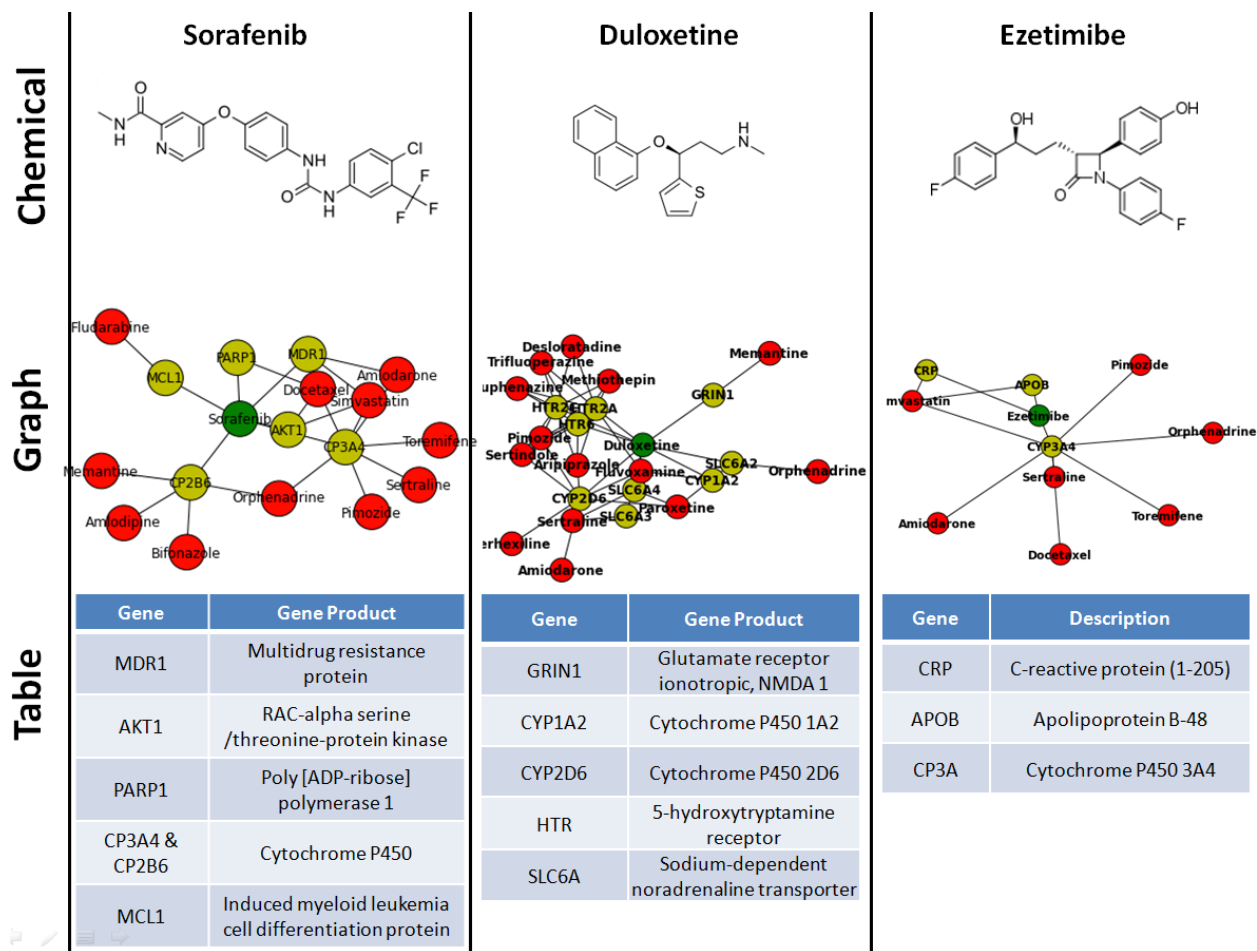 Sorafenib
Duloxetine
Ezetimibe
Chemical
O
N
H
N
O
NH
O
NH
Cl
F
F
F
O
H
N
S
OH
OH
F
O
N
F
Graph
Fludarabine
PARP1
MDR1
MCL1
Docetaxel
Amiodarone
Simvastatin
Sorafenib
AKT1
CP3A4
Toremifene
Memantine
CP2B6
Orphenadrine
Sertraline
Pimozide
Amlodipine
Bifonazole
Desloratadine
Trifluoperazine
Memantine
uphenazine
Methiothepin
GRIN1
HTR2A
HTR6
Pimozide
Duloxetine
Sertindole
Aripiprazole
Fluvoxamine
SLC6A2
Orphenadrine
CYP1A2
CYP2D6
SLC6A4
Paroxetine
SLC6A3
Sertraline
erhexiline
Amiodarone
CRP
APOB
Pimozide
mvastatin
Ezetimibe
Orphenadrine
CYP3A4
Sertraline
Amiodarone
Toremifene
Docetaxel
Table
Gene
Gene Product
MDR1
Multidrug resistance
protein
AKT1
RAC-alpha serine
/threonine-protein kinase
PARP1
Poly [ADP-ribose]
polymerase 1
CP3A4 &
CP2B6
Cytochrome P450
MCL1
Induced myeloid leukemia
cell differentiation protein
Gene
Gene Product
GRIN1
Glutamate receptor
ionotropic, NMDA 1
CYP1A2
Cytochrome P450 1A2
CYP2D6
Cytochrome P450 2D6
HTR
5-hydroxytryptamine
receptor
SLC6A
Sodium-dependent
noradrenaline transporter
Gene
Description
CRP
C-reactive protein (1-205)
APOB
Apolipoprotein B-48
CP3A
Cytochrome P450 3A4